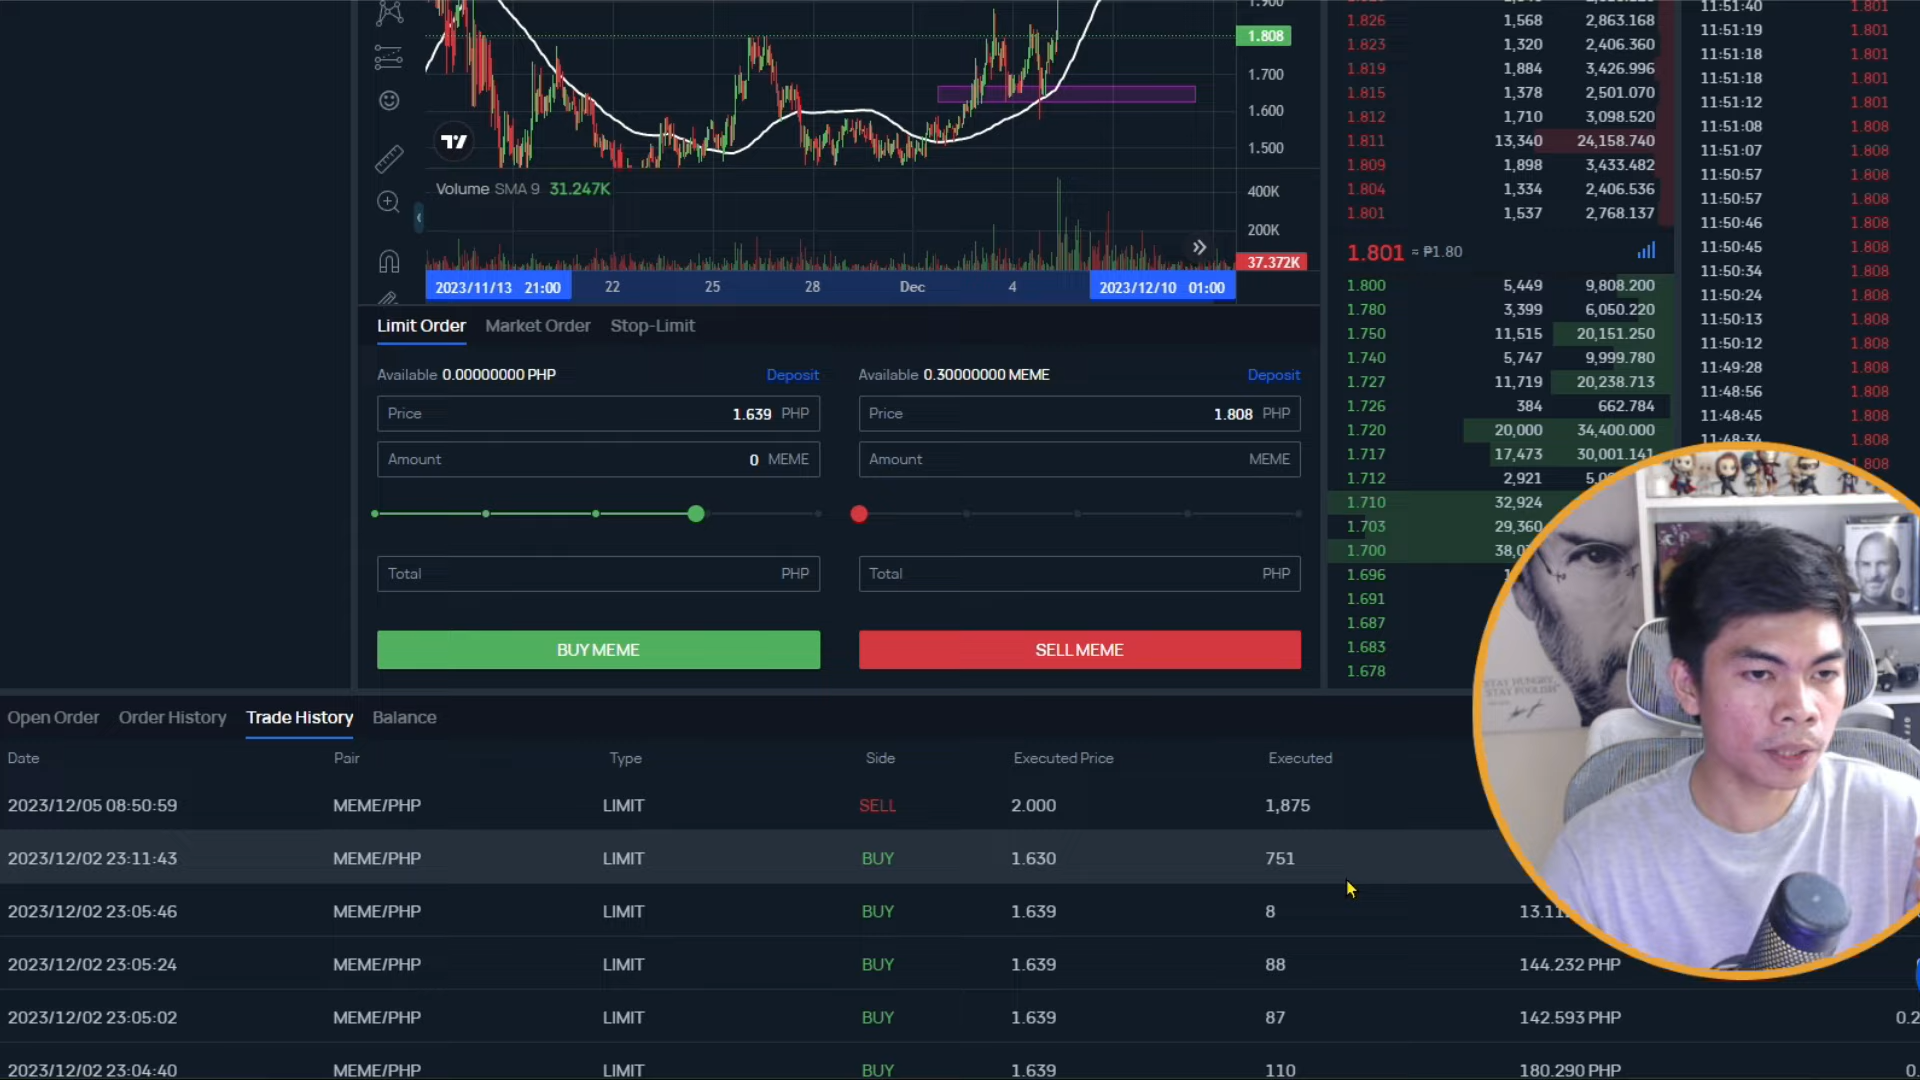 1.900
1.808
1.700
1.600
1.500
Volume SMA 9 31.247K
400K
200K
37.372K
2023/11/13 21:00 22 25 28 Dec 4 2023/12/10 01:00
Limit Order Market Order Stop-Limit
Available 0.00000000 PHP Deposit
Price 1.639 PHP
Amount 0 MEME
Total PHP
BUY MEME
Available 0.30000000 MEME Deposit
Price 1.808 PHP
Amount MEME
Total PHP
SELL MEME
1.826 1,568 2,863.168
1.823 1,320 2,406.360
1.819 1,884 3,426.996
1.815 1,378 2,501.070
1.812 1,710 3,098.520
1.811 13,340 24,158.740
1.809 1,898 3,433.482
1.804 1,334 2,406.536
1.801 1,537 2,768.137
1.801 ≈ ₱1.80
1.800 5,449 9,808.200
1.780 3,399 6,050.220
1.750 11,515 20,151.250
1.740 5,747 9,999.780
1.727 11,719 20,238.713
1.726 384 662.784
1.720 20,000 34,400.000
1.717 17,473 30,001.141
1.712 2,921
1.710 32,924
1.703 29,360
1.700
1.696
1.691
1.687
1.683
1.678
11:51:40 1.801
11:51:19 1.801
11:51:18 1.801
11:51:18 1.801
11:51:12 1.801
11:51:08 1.808
11:51:07 1.808
11:50:57 1.808
11:50:57 1.808
11:50:46 1.808
11:50:45 1.808
11:50:34 1.808
11:50:24 1.808
11:50:13 1.808
11:50:12 1.808
11:49:28 1.808
11:48:56 1.808
11:48:45 1.808
11:48:34 1.808
1.808
STAY HUNGRY.
STAY FOOLISH
Open Order Order History Trade History Balance
Date Pair Type Side Executed Price Executed
2023/12/05 08:50:59 MEME/PHP LIMIT SELL 2.000 1,875
2023/12/02 23:11:43 MEME/PHP LIMIT BUY 1.630 751
2023/12/02 23:05:46 MEME/PHP LIMIT BUY 1.639 8
2023/12/02 23:05:24 MEME/PHP LIMIT BUY 1.639 88 144.232 PHP
2023/12/02 23:05:02 MEME/PHP LIMIT BUY 1.639 87 142.593 PHP
2023/12/02 23:04:40 MEME/PHP LIMIT BUY 1.639 110 180.290 PHP